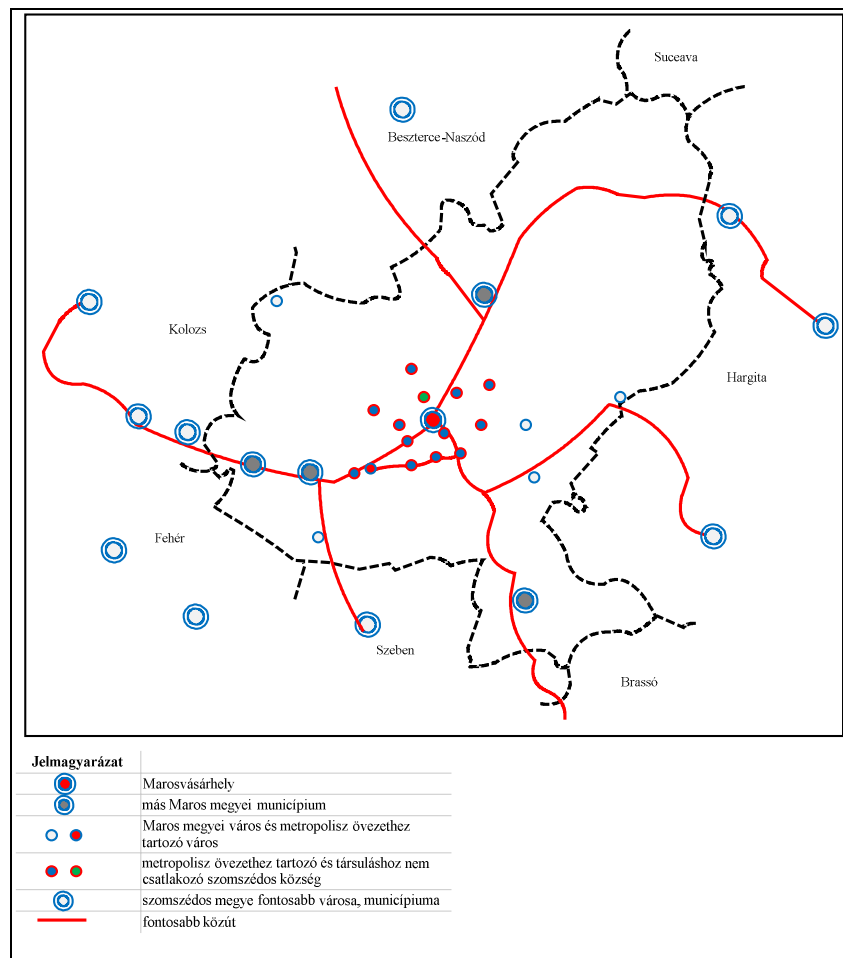 Suceava
Beszterce-Naszód
Kolozs
Hargita
Fehér
Szeben
Brassó
Jelmagyarázat
Marosvásárhely
más Maros megyei municípium
Maros megyei város és metropolisz övezethez
tartozó város
metropolisz övezethez tartozó és társuláshoz nem
csatlakozó szomszédos község
szomszédos megye fontosabb városa, municípiuma
fontosabb közút